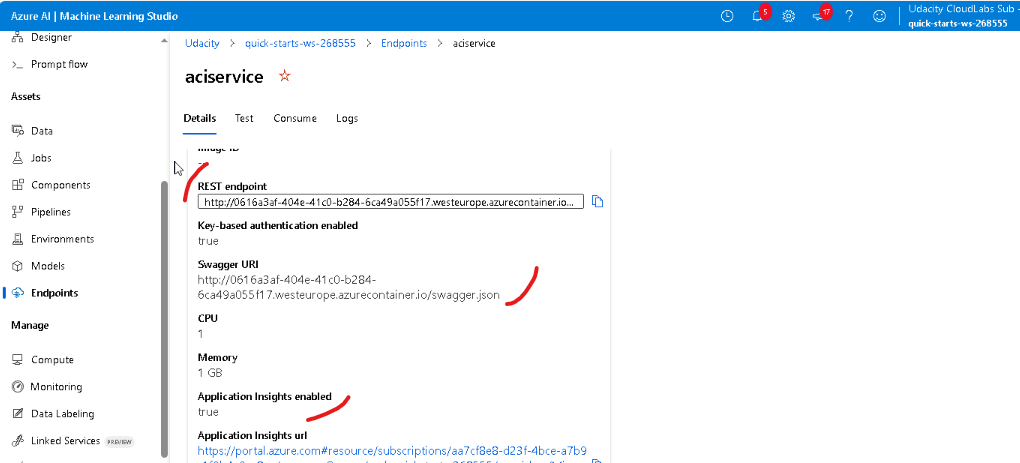 Azure AI | Machine Learning Studio
5
17
Udacity CloudLabs Sub -
quick-starts-ws-268555
Designer
Prompt flow
Assets
Data
Jobs
Components
Pipelines
Environments
Models
Endpoints
Manage
Compute
Monitoring
Data Labeling
Linked Services PREVIEW
Udacity > quick-starts-ws-268555 > Endpoints > aciservice
aciservice
Details Test Consume Logs
Image ID
--
REST endpoint
http://0616a3af-404e-41c0-b284-6ca49a055f17.westeurope.azurecontainer.io...
Key-based authentication enabled
true
Swagger URI
http://0616a3af-404e-41c0-b284-
6ca49a055f17.westeurope.azurecontainer.io/swagger.json
CPU
1
Memory
1 GB
Application Insights enabled
true
Application Insights url
https://portal.azure.com#resource/subscriptions/aa7cf8e8-d23f-4bce-a7b9